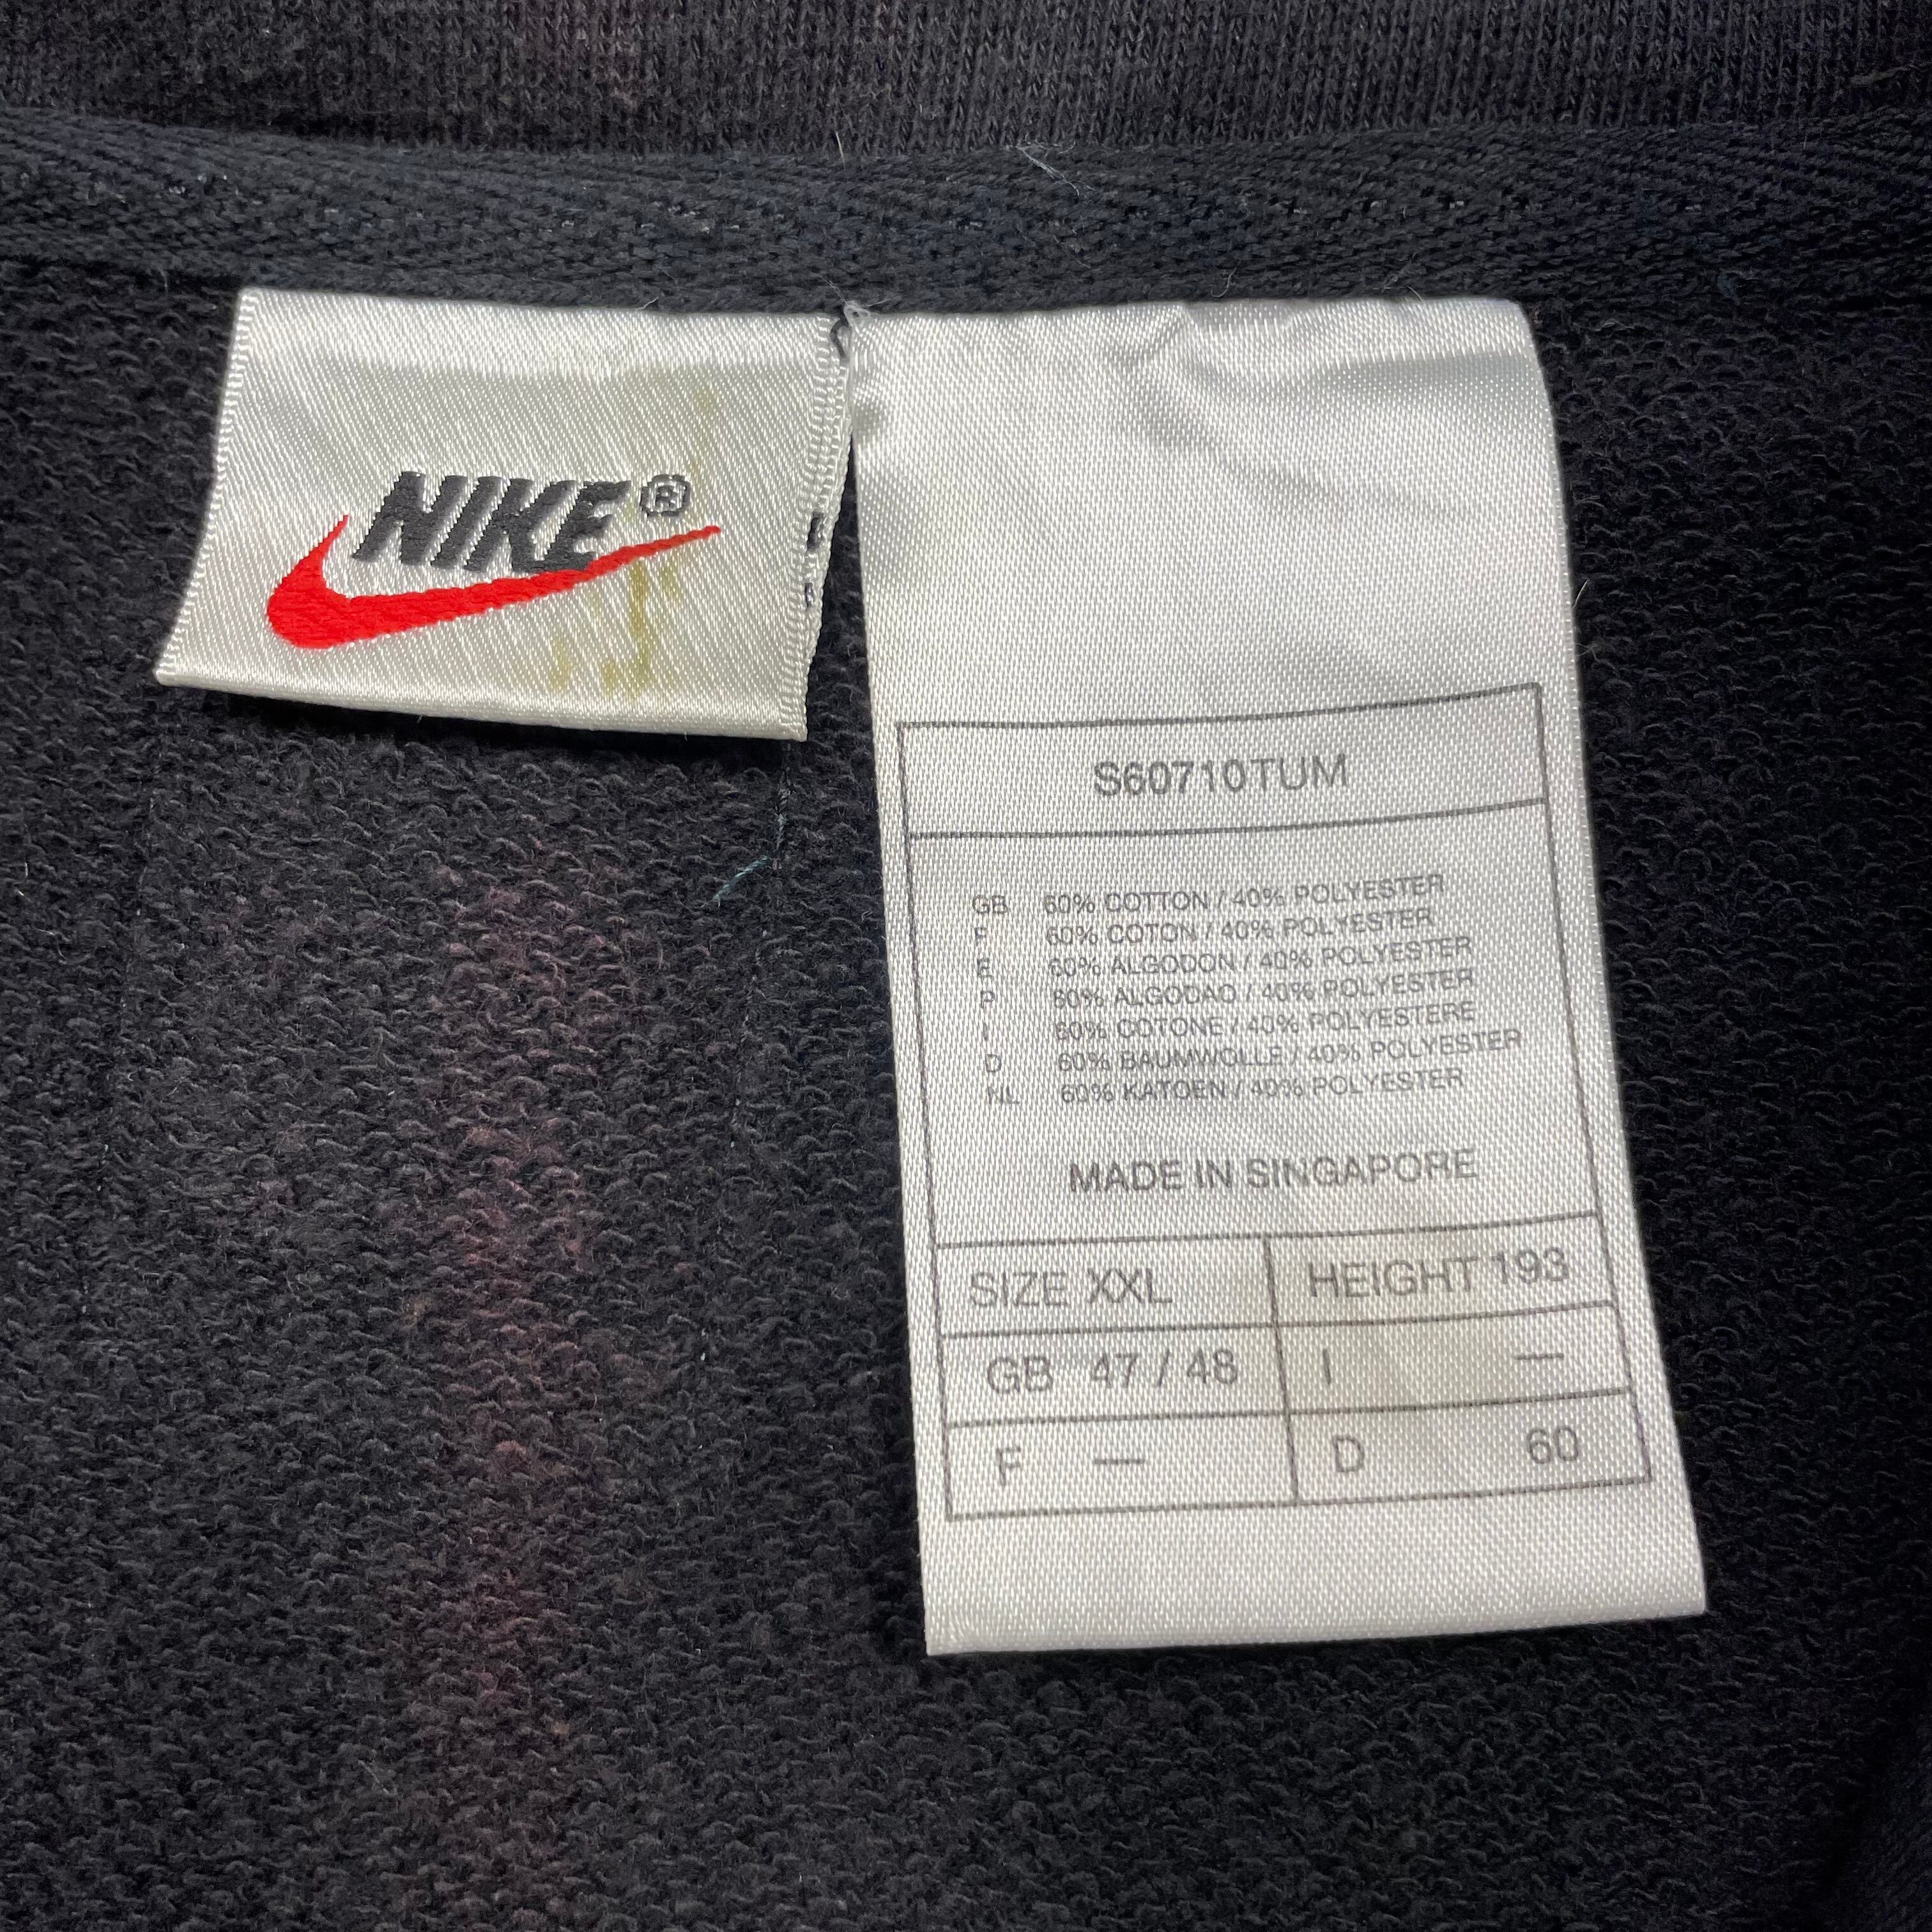 NIKE®
S60710TUM
GB 60% COTTON / 40% POLYESTER
F 60% COTON / 40% POLYESTER
E 60% ALGODON / 40% POLYESTER
P 60% ALGODAO / 40% POLYESTER
I 60% COTONE / 40% POLYESTERE
D 60% BAUMWOLLE / 40% POLYESTER
NL 60% KATOEN / 40% POLYESTER
MADE IN SINGAPORE
SIZE XXL HEIGHT 193
GB 47 / 48 I —
F — D 60